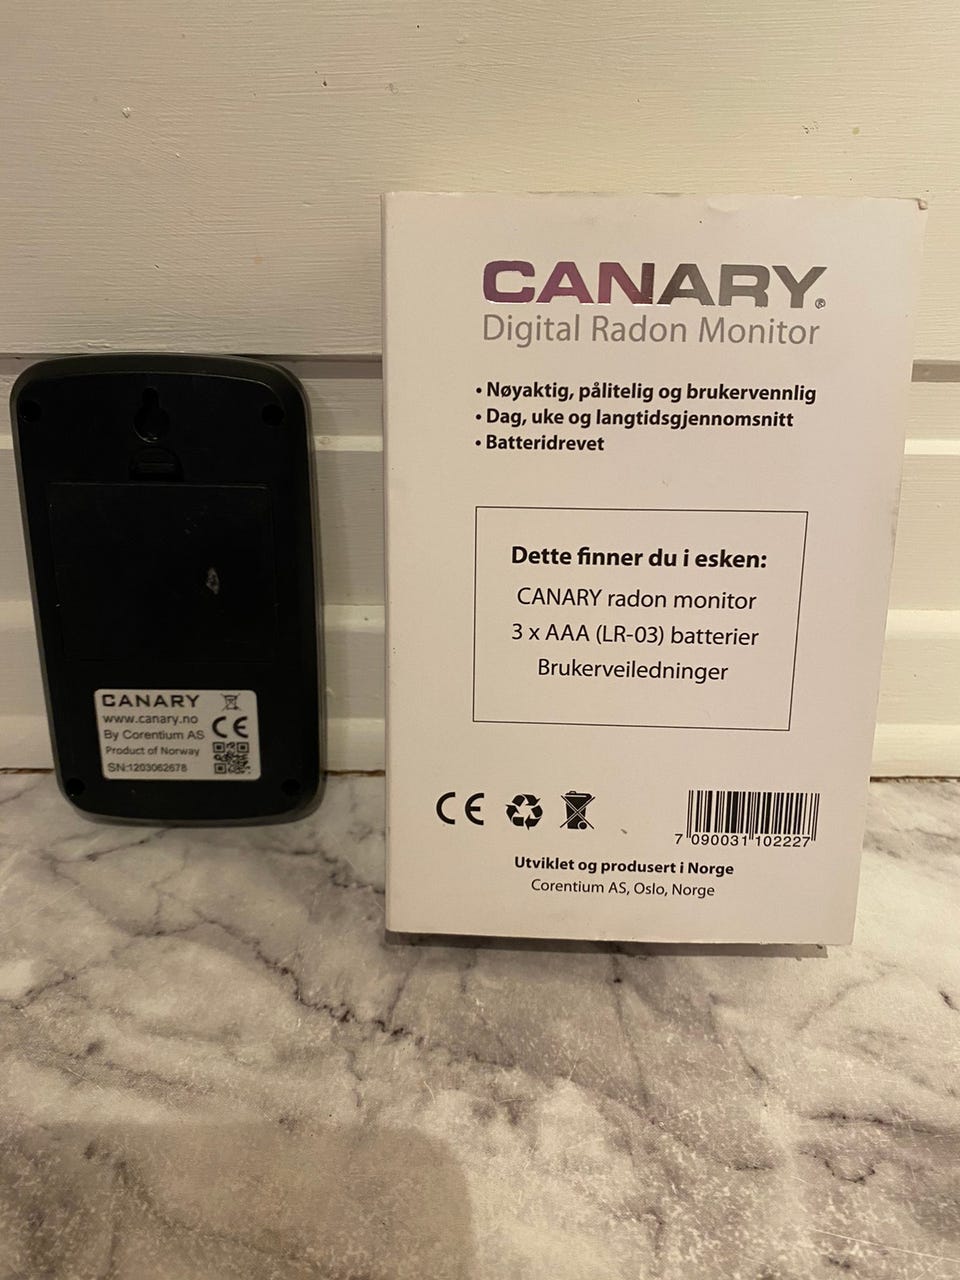 CANARY®
Digital Radon Monitor
• Nøyaktig, pålitelig og brukervennlig
• Dag, uke og langtidsgjennomsnitt
• Batteridrevet
Dette finner du i esken:
CANARY radon monitor
3 x AAA (LR-03) batterier
Brukerveiledninger
CE
7 090031 102227
Utviklet og produsert i Norge
Corentium AS, Oslo, Norge
CANARY
www.canary.no
By Corentium AS
CE
Product of Norway
SN:1203062678